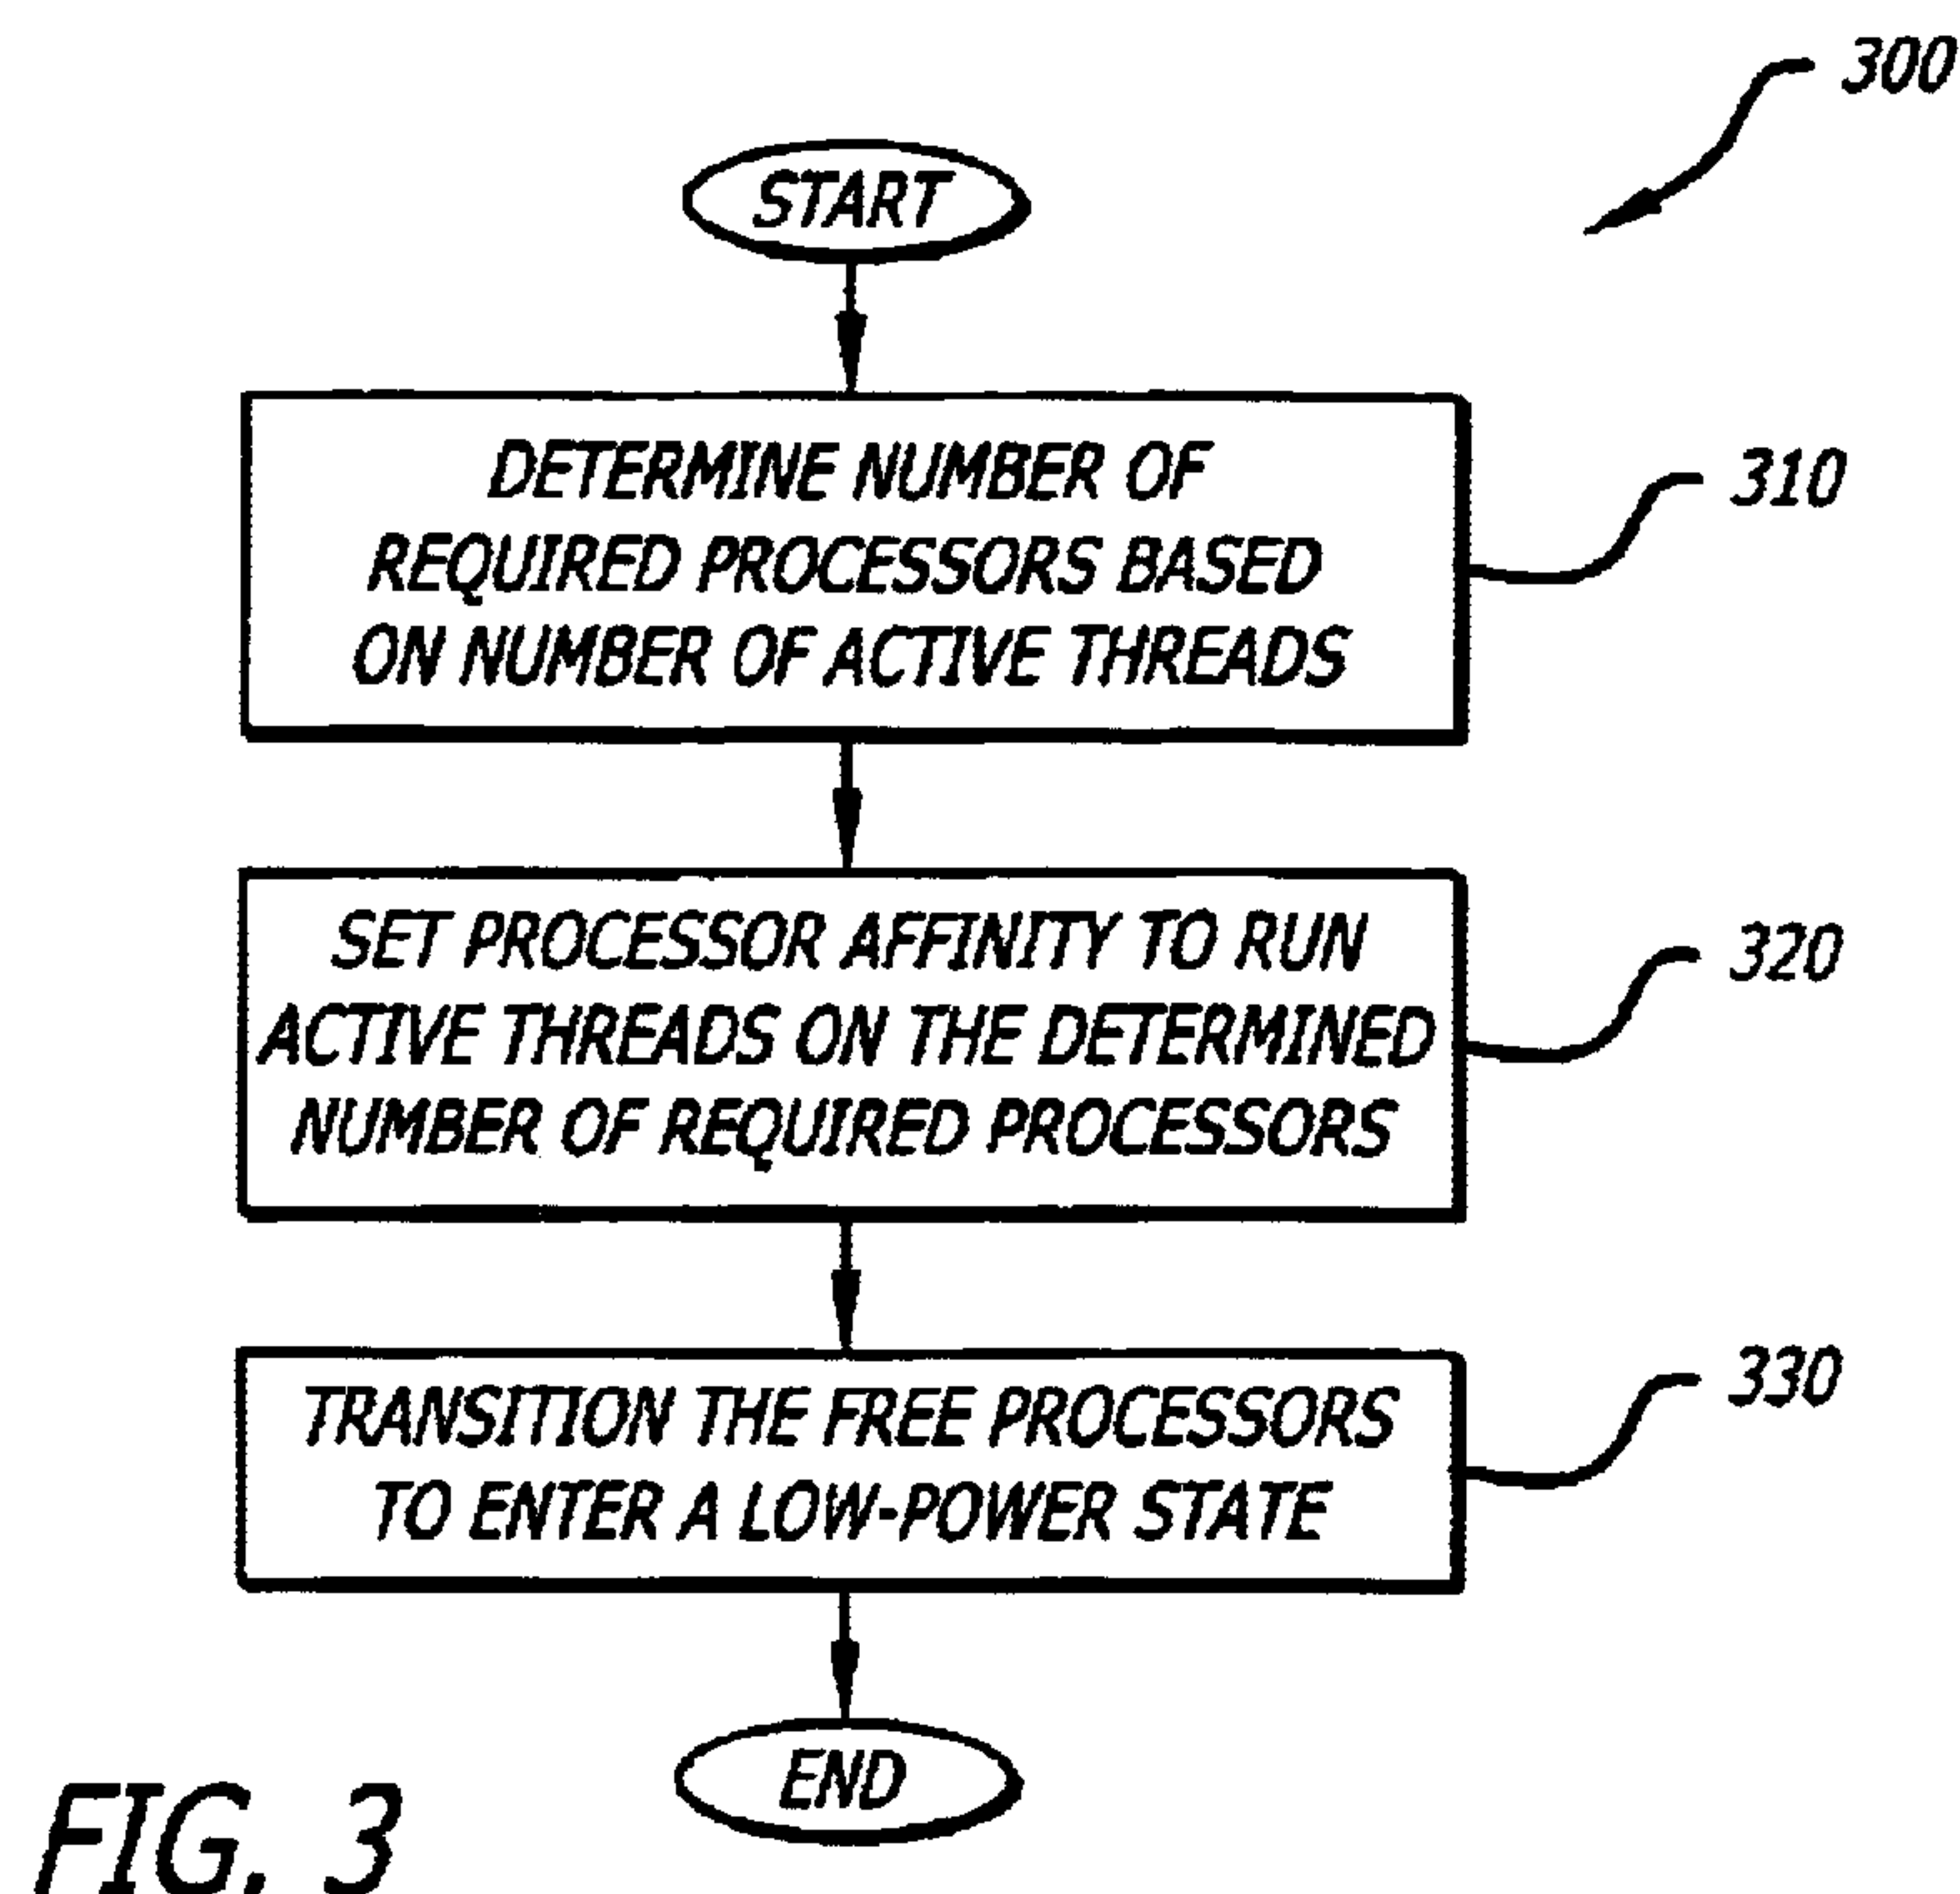 300
START
DETERMINE NUMBER OF
REQUIRED PROCESSORS BASED
ON NUMBER OF ACTIVE THREADS
310
SET PROCESSOR AFFINITY TO RUN
ACTIVE THREADS ON THE DETERMINED
NUMBER OF REQUIRED PROCESSORS
320
TRANSITION THE FREE PROCESSORS
TO ENTER A LOW-POWER STATE
330
END
FIG. 3